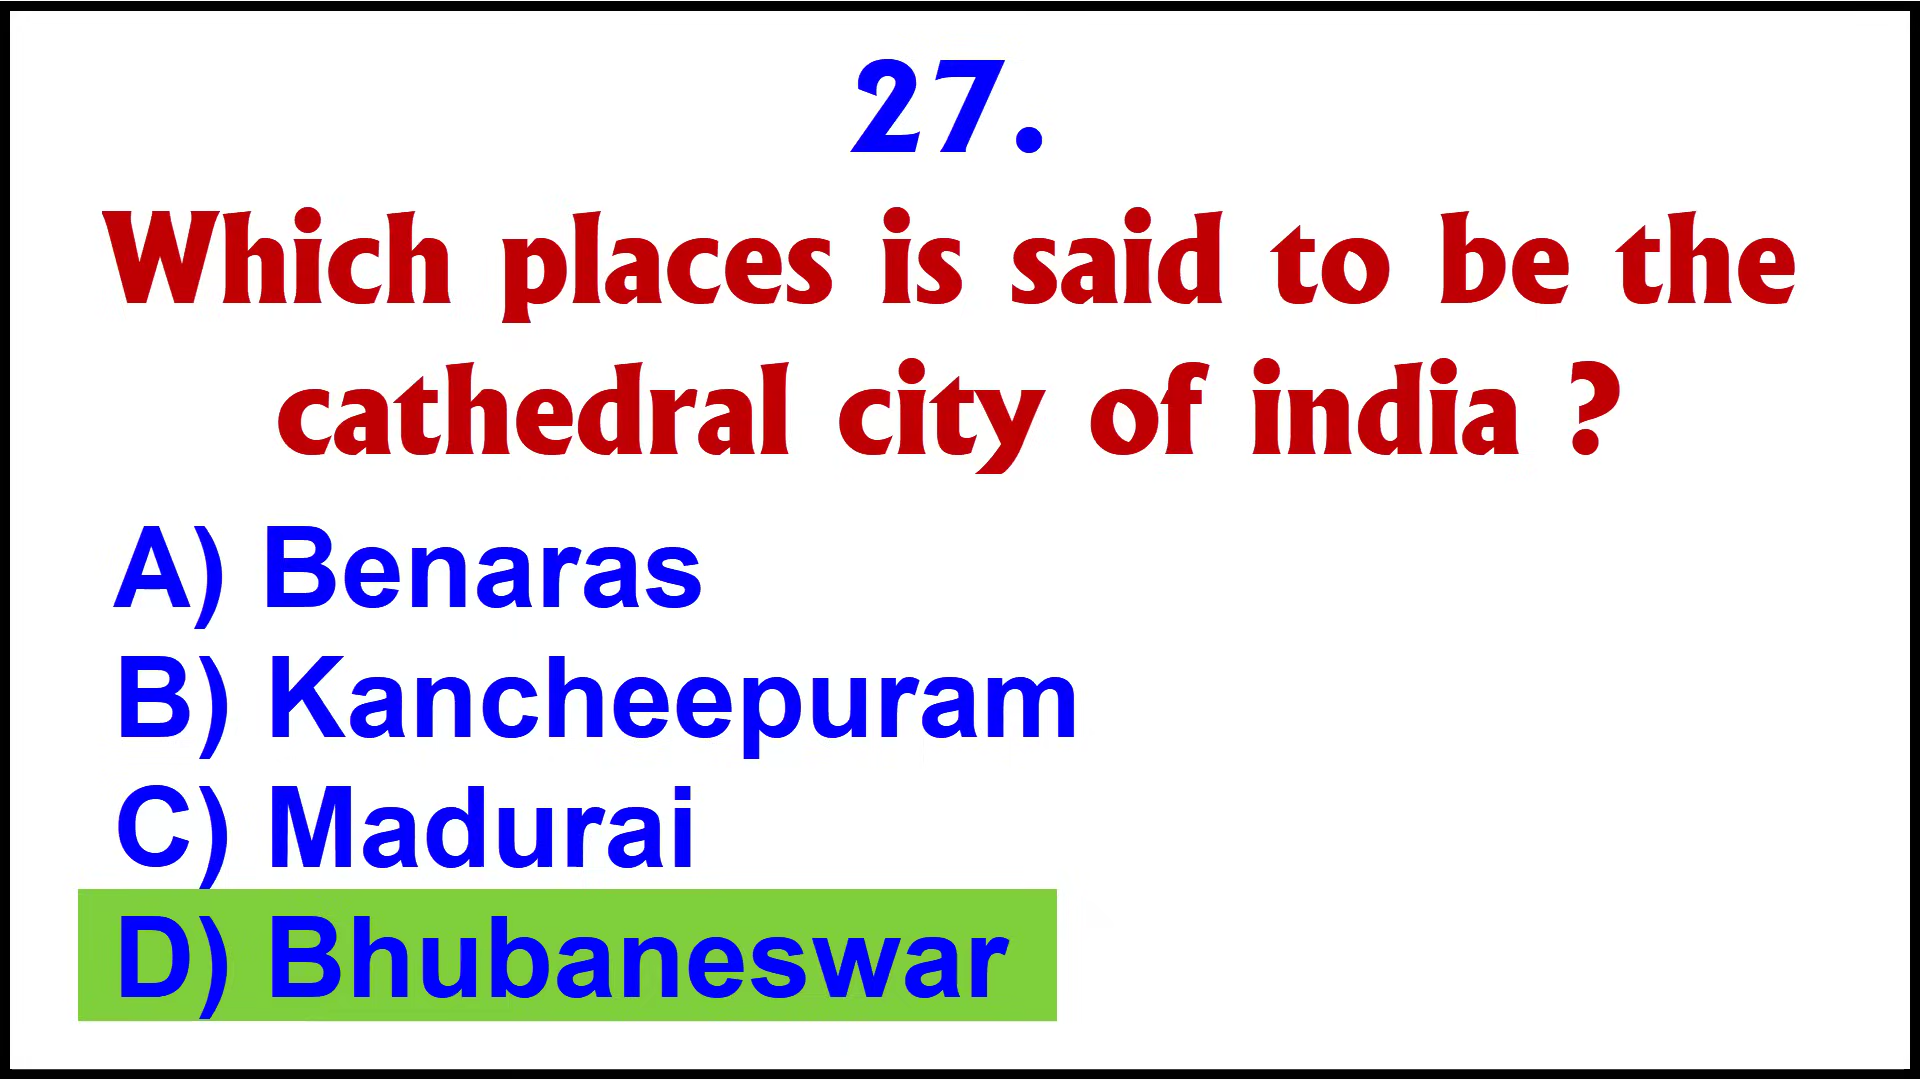 27.
Which places is said to be the
cathedral city of india ?
A) Benaras
B) Kancheepuram
C) Madurai
D) Bhubaneswar